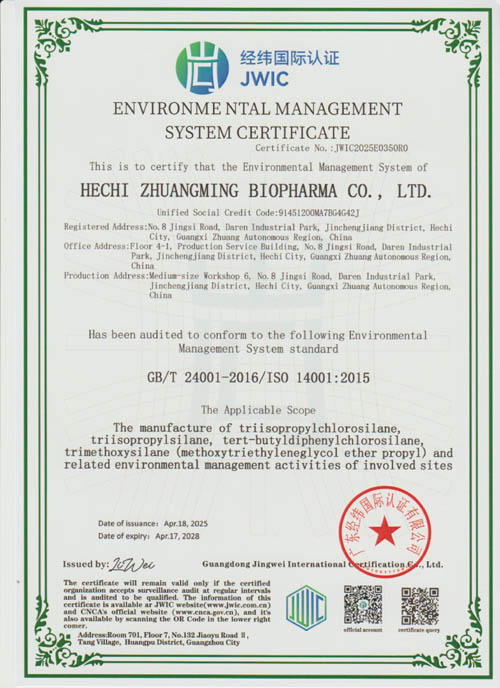 经纬国际认证
JWIC
ENVIRONME NTAL MANAGEMENT
SYSTEM CERTIFICATE
Certificate No.:JWIC2025E0350R0
This is to certify that the Environmental Management System of
HECHI ZHUANGMING BIOPHARMA CO., LTD.
Unified Social Credit Code:91451200MA7BG4G42J
Registered Address:No.8 Jingsi Road, Daren Industrial Park, Jinchengjiang District, Hechi
City, Guangxi Zhuang Autonomous Region, China
Office Address:Floor 4-1, Production Service Building, No.8 Jingsi Road, Daren Industrial
Park, Jinchengjiang District, Hechi City, Guangxi Zhuang Autonomous Region,
China
Production Address:Medium-size Workshop 6, No.8 Jingsi Road, Daren Industrial Park,
Jinchengjiang District, Hechi City, Guangxi Zhuang Autonomous Region,
China
Has been audited to conform to the following Environmental
Management System standard
GB/T 24001-2016/ISO 14001:2015
The Applicable Scope
The manufacture of triisopropylchlorosilane,
triisopropylsilane, tert-butyldiphenylchlorosilane,
trimethoxysilane (methoxytriethyleneglycol ether propyl) and
related environmental management activities of involved sites
Date of issuance: Apr.18, 2025
Date of expiry: Apr.17, 2028
广东经纬国际认证有限公司
Issued by: Guangdong Jingwei International Certification Co., Ltd.
The certificate will remain valid only if the certified
organization accepts surveillance audit at regular intervals
and is audited to be qualified. The information of this
certificate is available ar JWIC website(www.jwic.com.cn)
and CNCA's official website (www.cnca.gov.cn), and it's
also available by scanning the OR Code in the lower right
comer.
Address:Room 701, Floor 7, No.132 Jiaoyu Road Ⅱ,
Tang Village, Huangpu District, Guangzhou City
JWIC
official account
certificate query